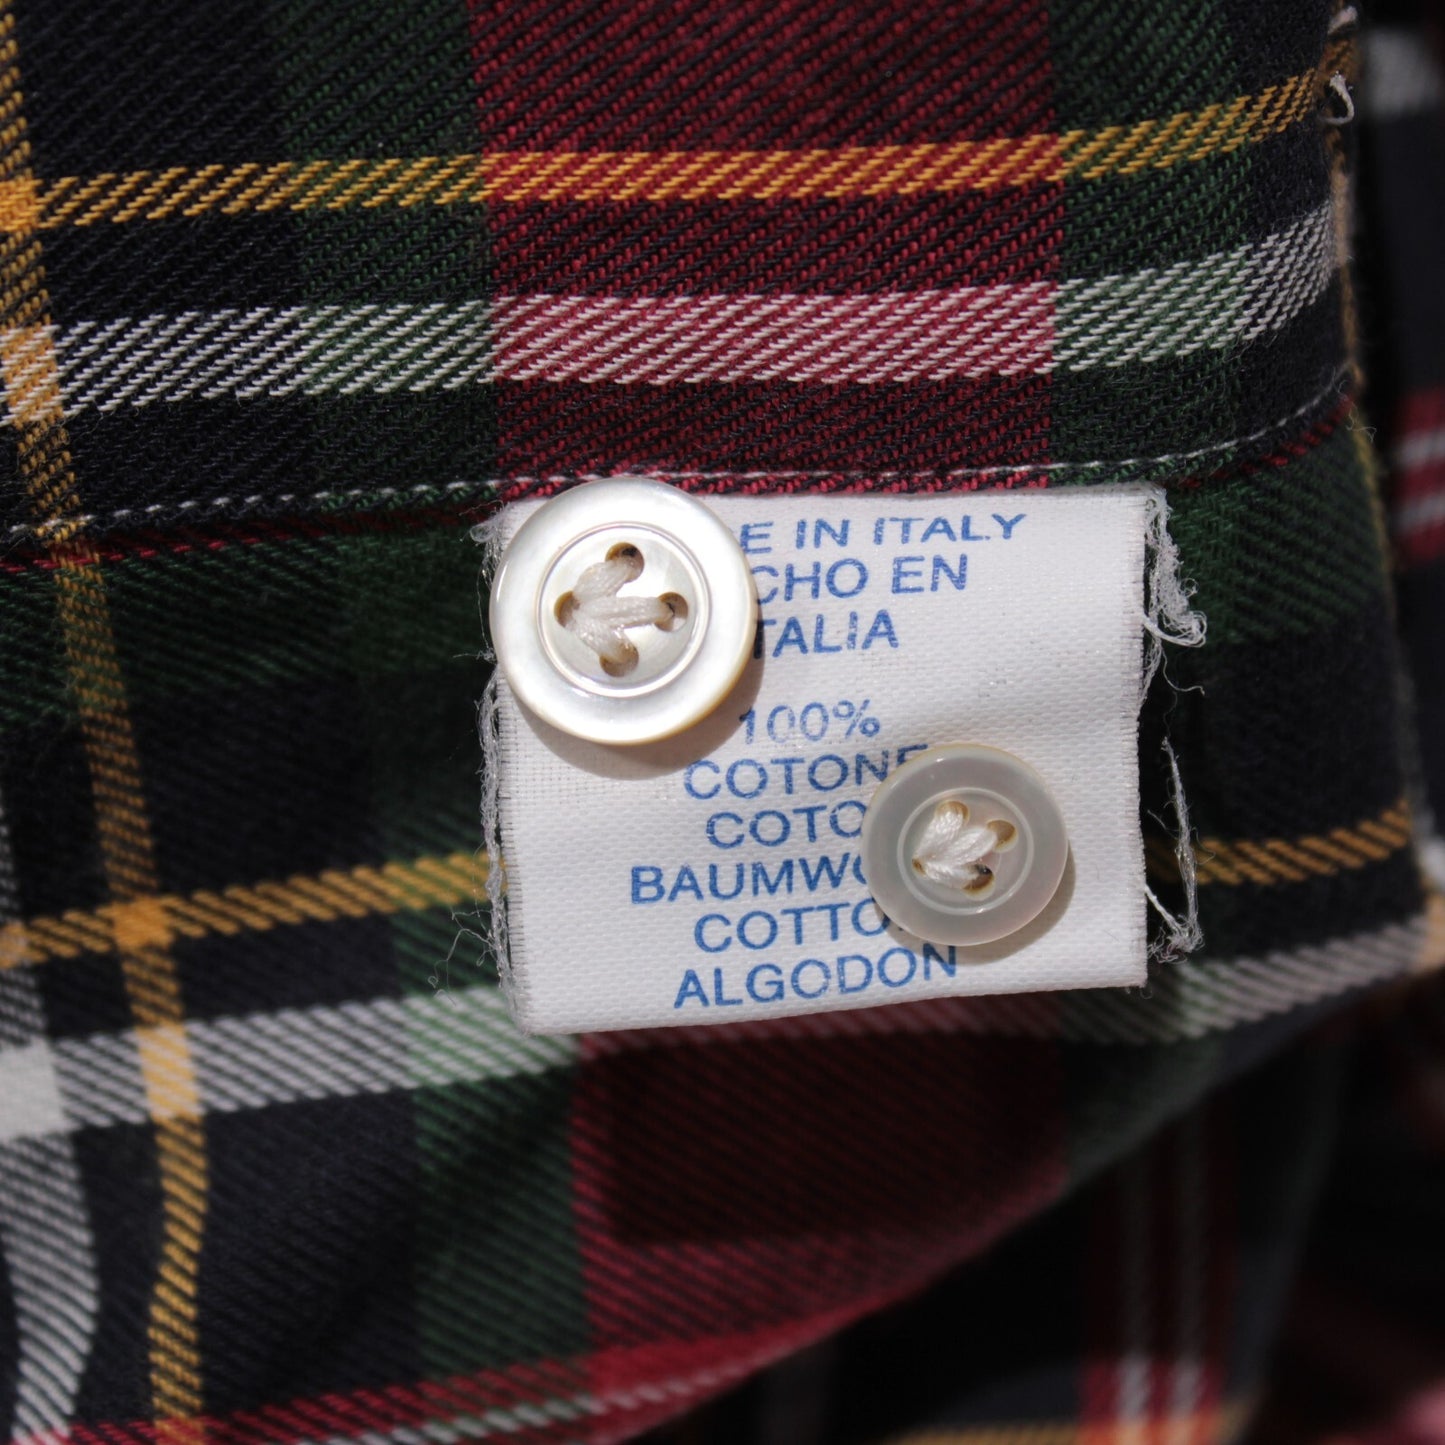 E IN ITALY
CHO EN
TALIA
100%
COTONE
COTO
BAUMWO
COTTO
ALGODON